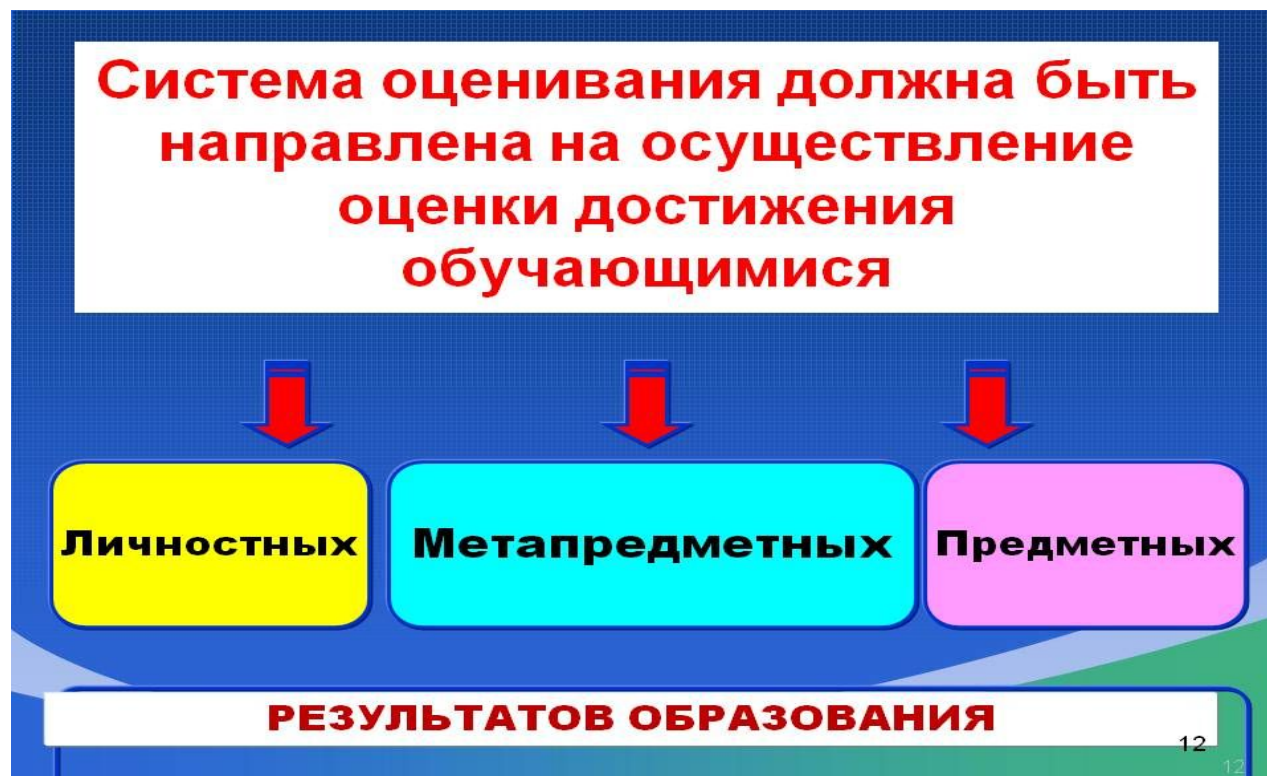 Система оценивания должна быть
направлена на осуществление
оценки достижения
обучающимися
Личностных
Метапредметных
Предметных
РЕЗУЛЬТАТОВ ОБРАЗОВАНИЯ
12
12